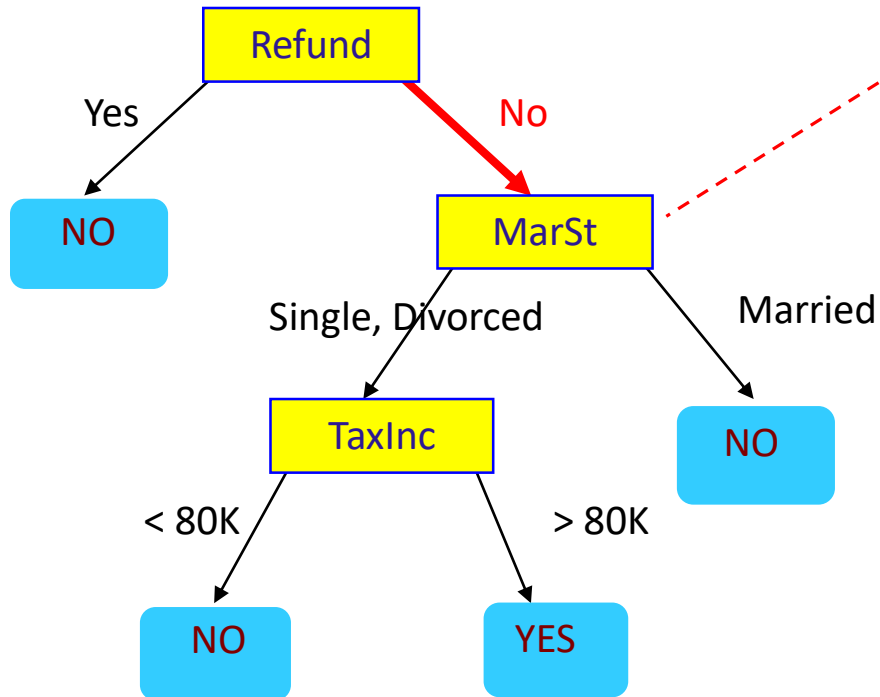 Refund
Yes
No
NO
MarSt
Single, Divorced
Married
TaxInc
NO
< 80K
> 80K
NO
YES